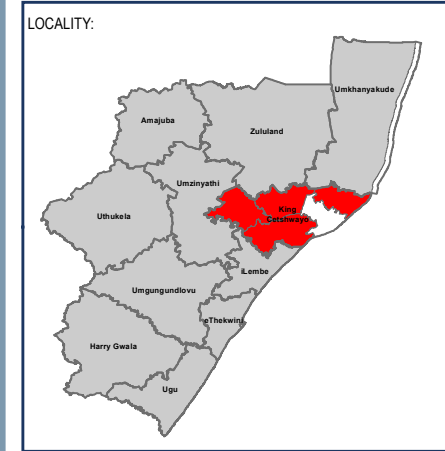 LOCALITY:
Umkhanyakude
Amajuba
Zululand
Umzinyathi
King
Cetshwayo
Uthukela
iLembe
Umgungundlovu
eThekwini
Harry Gwala
Ugu